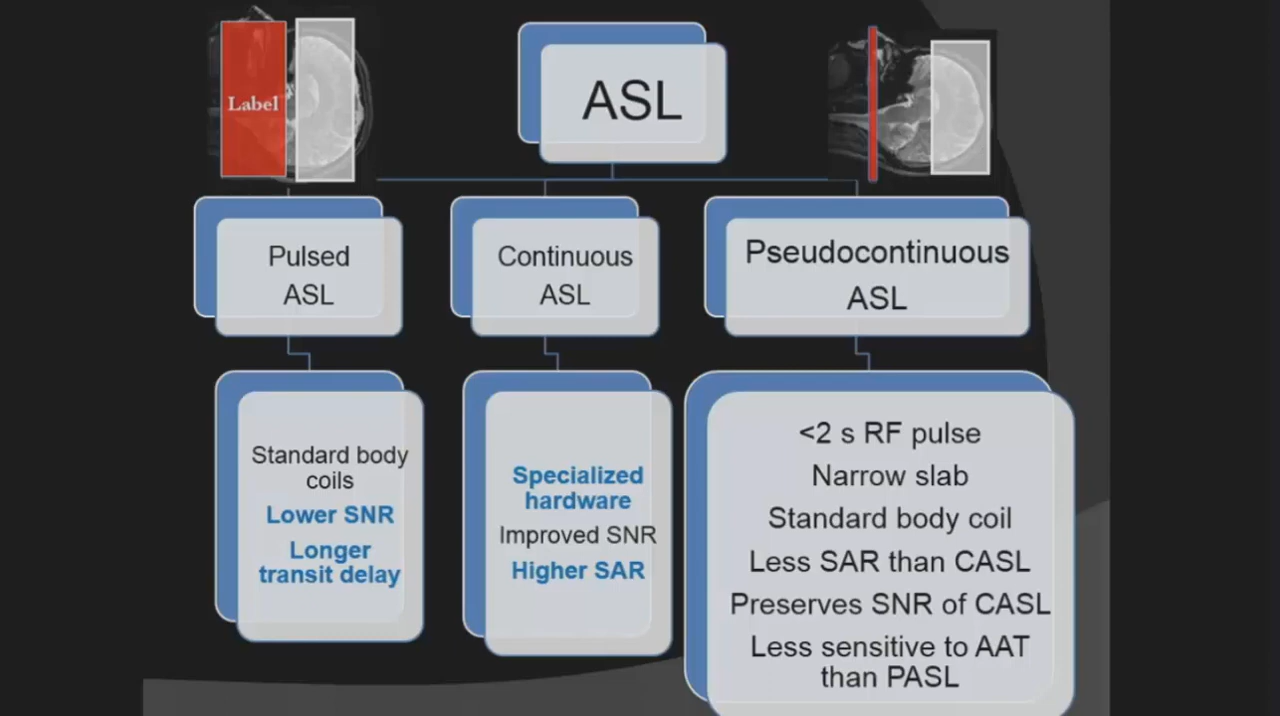 Label
ASL
Pulsed
ASL
Continuous
ASL
Pseudocontinuous
ASL
Standard body
coils
Lower SNR
Longer
transit delay
Specialized
hardware
Improved SNR
Higher SAR
<2 s RF pulse
Narrow slab
Standard body coil
Less SAR than CASL
Preserves SNR of CASL
Less sensitive to AAT
than PASL